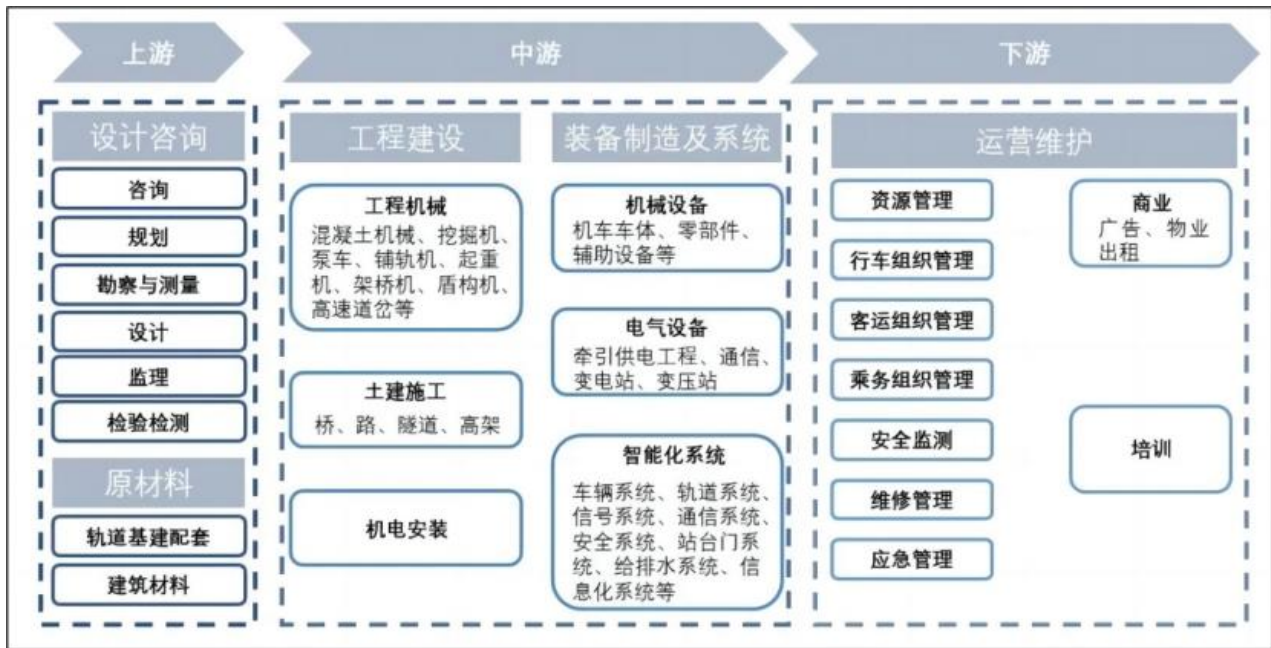 上游
中游
下游
设计咨询
咨询
规划
勘察与测量
设计
监理
检验检测
原材料
轨道基建配套
建筑材料
工程建设
工程机械
混凝土机械、挖掘机、
泵车、铺轨机、起重
机、架桥机、盾构机、
高速道岔等
土建施工
桥、路、隧道、高架
机电安装
装备制造及系统
机械设备
机车车体、零部件、
辅助设备等
电气设备
牵引供电工程、通信、
变电站、变压站
智能化系统
车辆系统、轨道系统、
信号系统、通信系统、
安全系统、站台门系
统、给排水系统、信
息化系统等
运营维护
资源管理
行车组织管理
客运组织管理
乘务组织管理
安全监测
维修管理
应急管理
商业
广告、物业
出租
培训